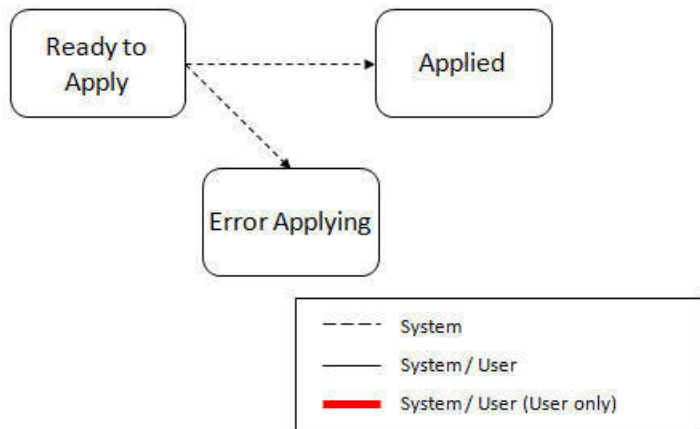 Ready to
Apply
Applied
Error Applying
System
System / User
System / User (User only)